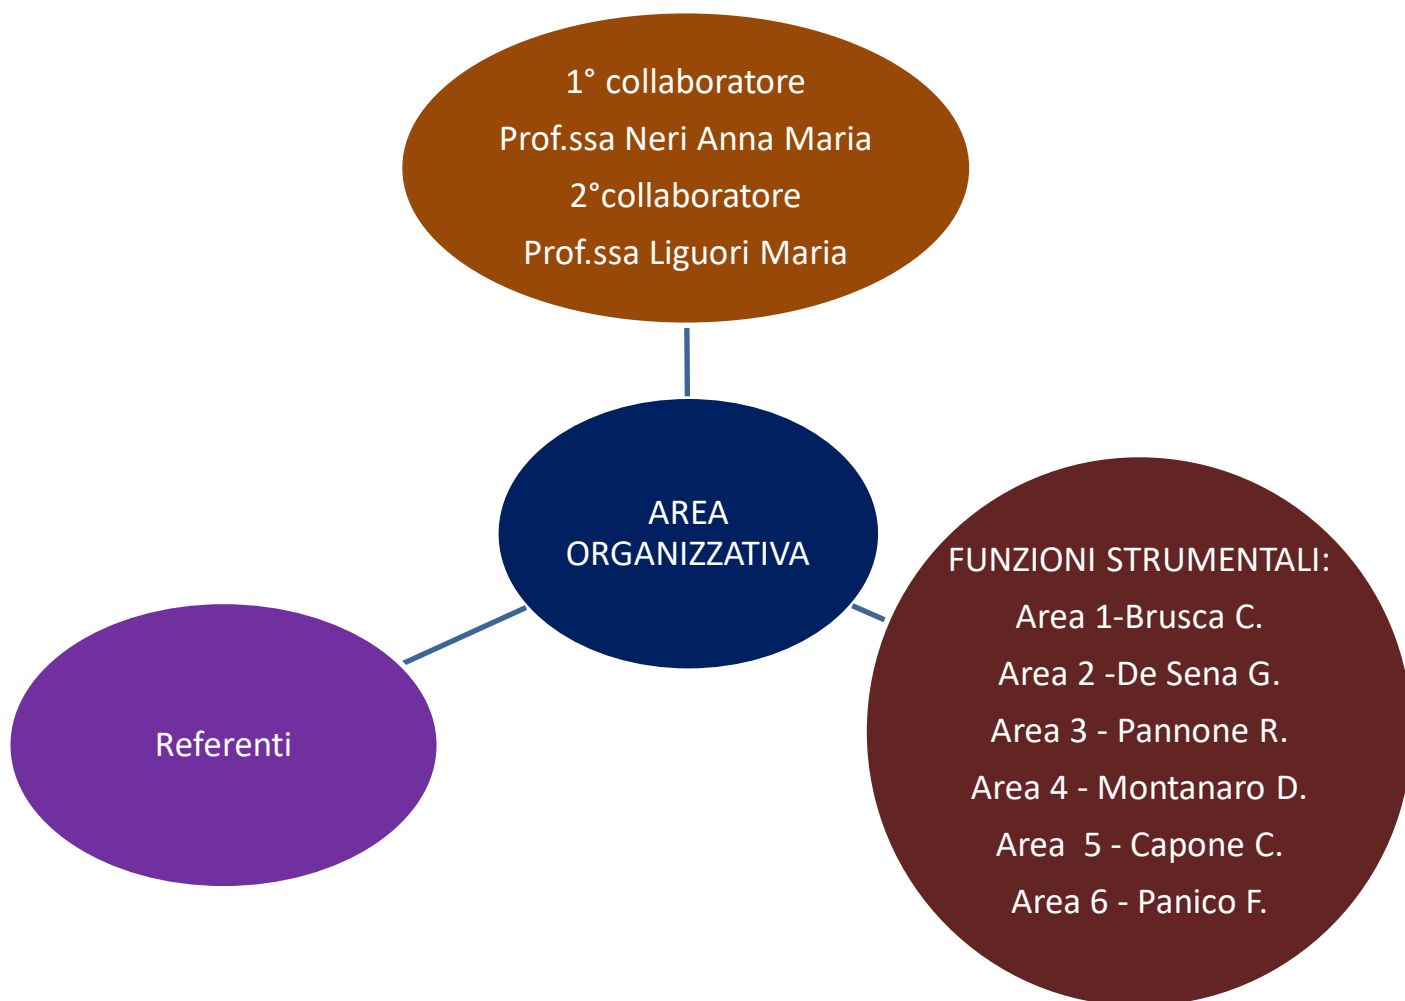 1° collaboratore
Prof.ssa Neri Anna Maria
2°collaboratore
Prof.ssa Liguori Maria
AREA
ORGANIZZATIVA
Referenti
FUNZIONI STRUMENTALI:
Area 1-Brusca C.
Area 2 -De Sena G.
Area 3 - Pannone R.
Area 4 - Montanaro D.
Area  5 - Capone C.
Area 6 - Panico F.